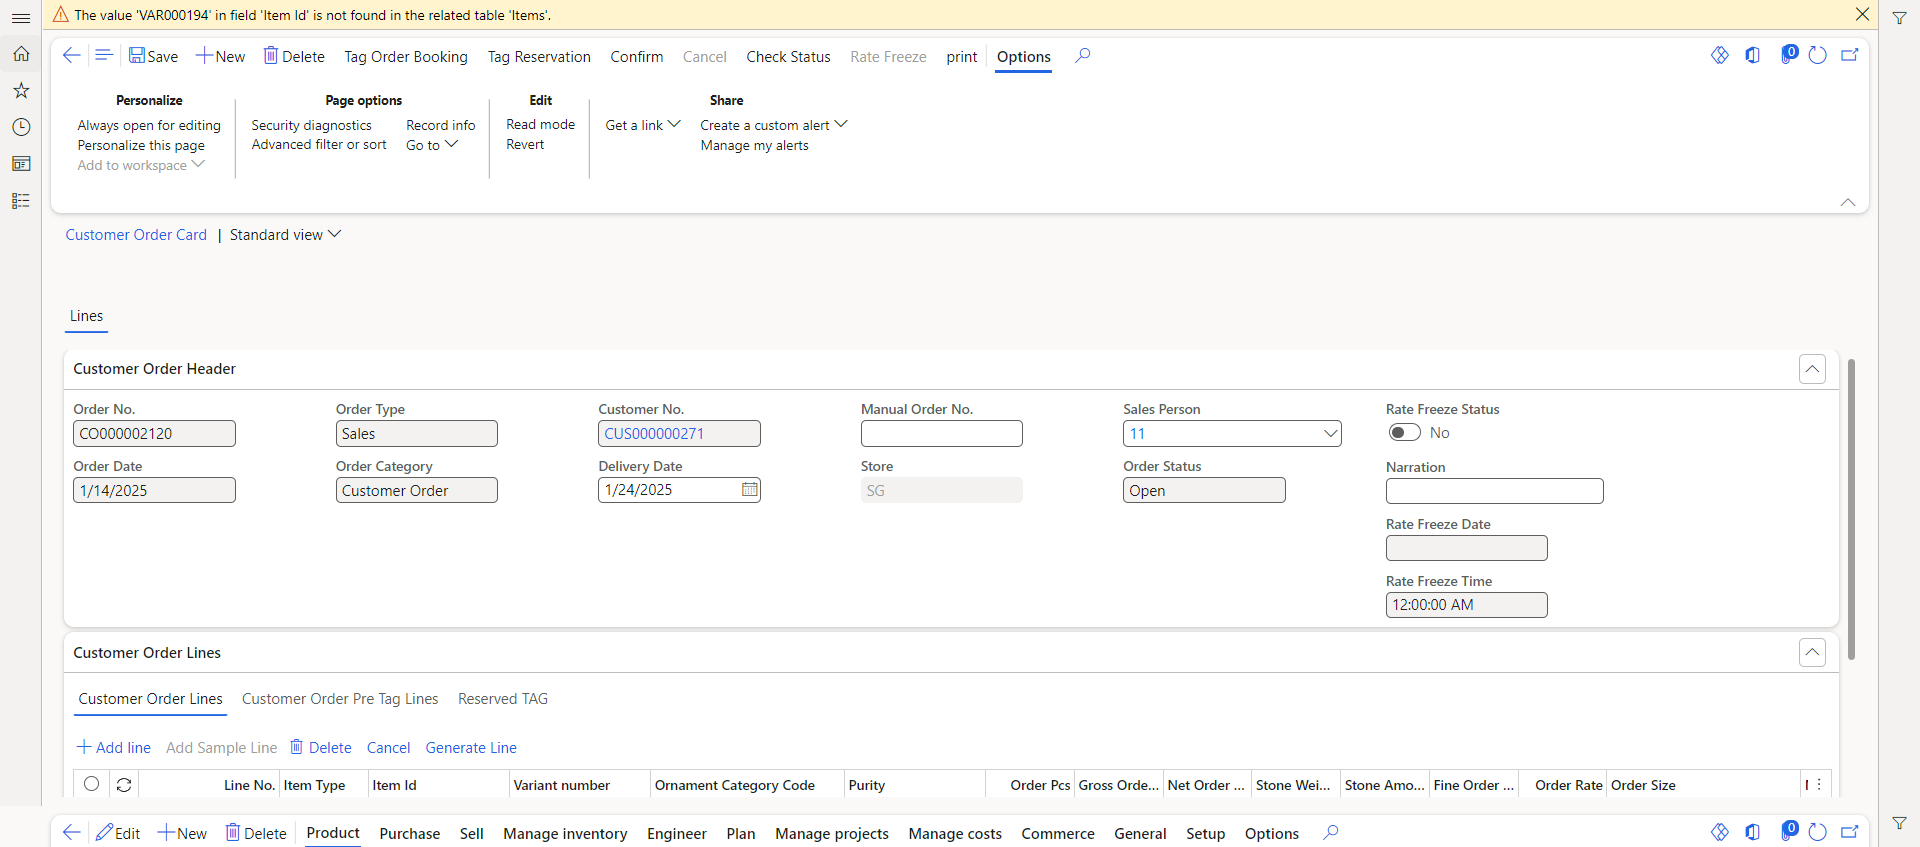 The value 'VAR000194' in field 'Item Id' is not found in the related table 'Items'.
Save New Delete Tag Order Booking Tag Reservation Confirm Cancel Check Status Rate Freeze print Options 0
Personalize Page options Edit Share
Always open for editing Security diagnostics Record info Read mode Get a link Create a custom alert
Personalize this page Advanced filter or sort Go to Revert Manage my alerts
Add to workspace
Customer Order Card | Standard view
Lines
Customer Order Header
Order No. Order Type Customer No. Manual Order No. Sales Person Rate Freeze Status
CO000002120 Sales CUS000000271 11 No
Order Date Order Category Delivery Date Store Order Status Narration
1/14/2025 Customer Order 1/24/2025 SG Open
Rate Freeze Date
Rate Freeze Time
12:00:00 AM
Customer Order Lines
Customer Order Lines Customer Order Pre Tag Lines Reserved TAG
Add line Add Sample Line Delete Cancel Generate Line
Line No. Item Type Item Id Variant number Ornament Category Code Purity Order Pcs Gross Orde... Net Order ... Stone Wei... Stone Amo... Fine Order ... Order Rate Order Size
Edit New Delete Product Purchase Sell Manage inventory Engineer Plan Manage projects Manage costs Commerce General Setup Options 0